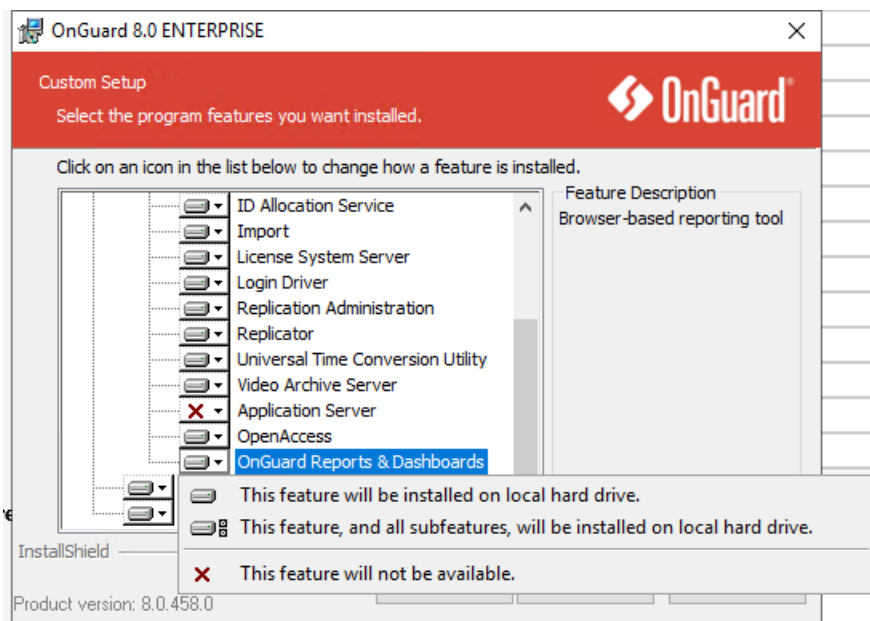 OnGuard 8.0 ENTERPRISE
Custom Setup
Select the program features you want installed.
OnGuard®
Click on an icon in the list below to change how a feature is installed.
ID Allocation Service
Import
License System Server
Login Driver
Replication Administration
Replicator
Universal Time Conversion Utility
Video Archive Server
Application Server
OpenAccess
OnGuard Reports & Dashboards
Feature Description
Browser-based reporting tool
This feature will be installed on local hard drive.
This feature, and all subfeatures, will be installed on local hard drive.
This feature will not be available.
InstallShield
Product version: 8.0.458.0